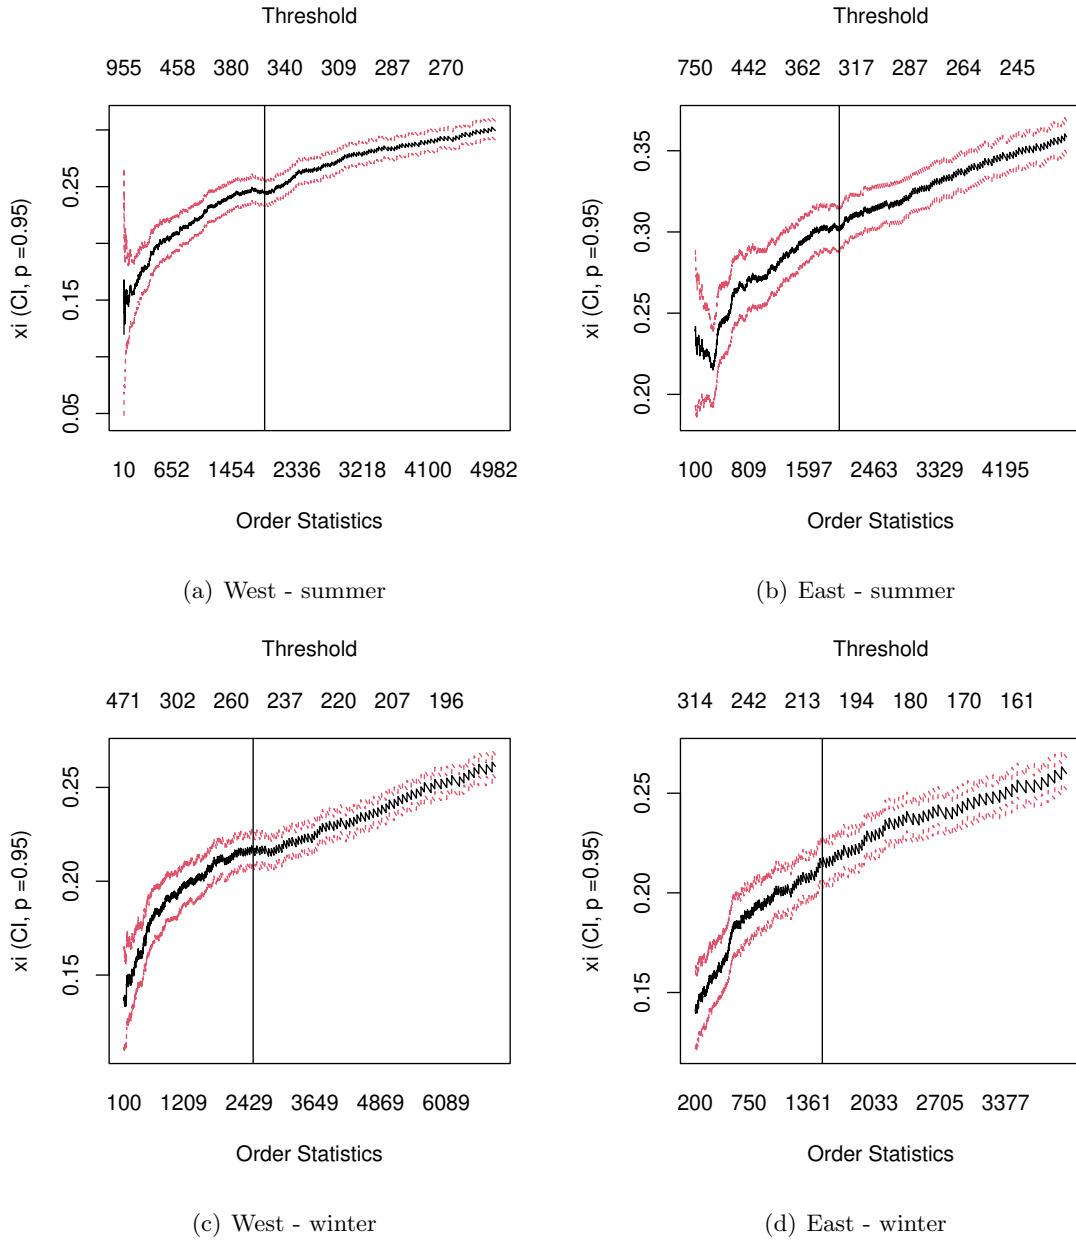 Threshold
955 458 380 340 309 287 270
xi (CI, p =0.95)
0.05 0.15 0.25
10 652 1454 2336 3218 4100 4982
Order Statistics
(a) West - summer
Threshold
750 442 362 317 287 264 245
xi (CI, p =0.95)
0.20 0.25 0.30 0.35
100 809 1597 2463 3329 4195
Order Statistics
(b) East - summer
Threshold
471 302 260 237 220 207 196
xi (CI, p =0.95)
0.15 0.20 0.25
100 1209 2429 3649 4869 6089
Order Statistics
(c) West - winter
Threshold
314 242 213 194 180 170 161
xi (CI, p =0.95)
0.15 0.20 0.25
200 750 1361 2033 2705 3377
Order Statistics
(d) East - winter